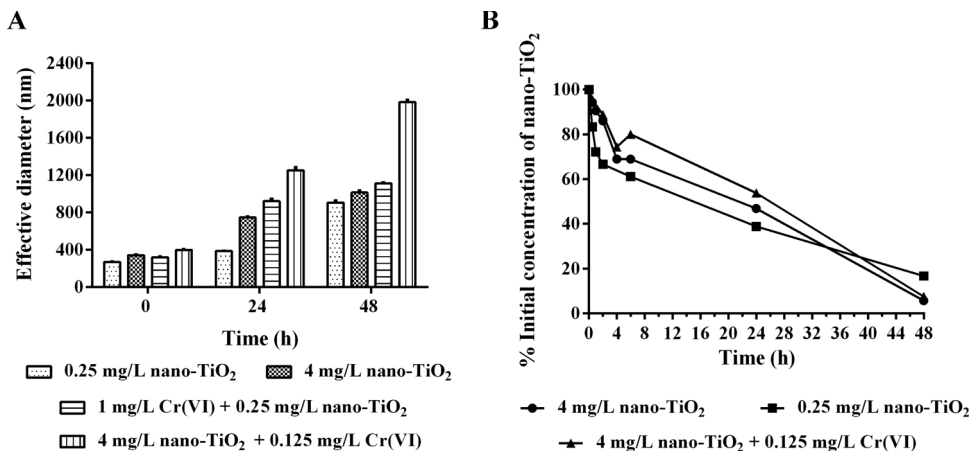 A
Effective diameter (nm)
2400
2000
1600
1200
800
400
0
0
24
48
Time (h)
0.25 mg/L nano-TiO₂
4 mg/L nano-TiO₂
1 mg/L Cr(VI) + 0.25 mg/L nano-TiO₂
4 mg/L nano-TiO₂ + 0.125 mg/L Cr(VI)
B
% Initial concentration of nano-TiO₂
100
80
60
40
20
0
0 4 8 12 16 20 24 28 32 36 40 44 48
Time (h)
4 mg/L nano-TiO₂
0.25 mg/L nano-TiO₂
4 mg/L nano-TiO₂ + 0.125 mg/L Cr(VI)